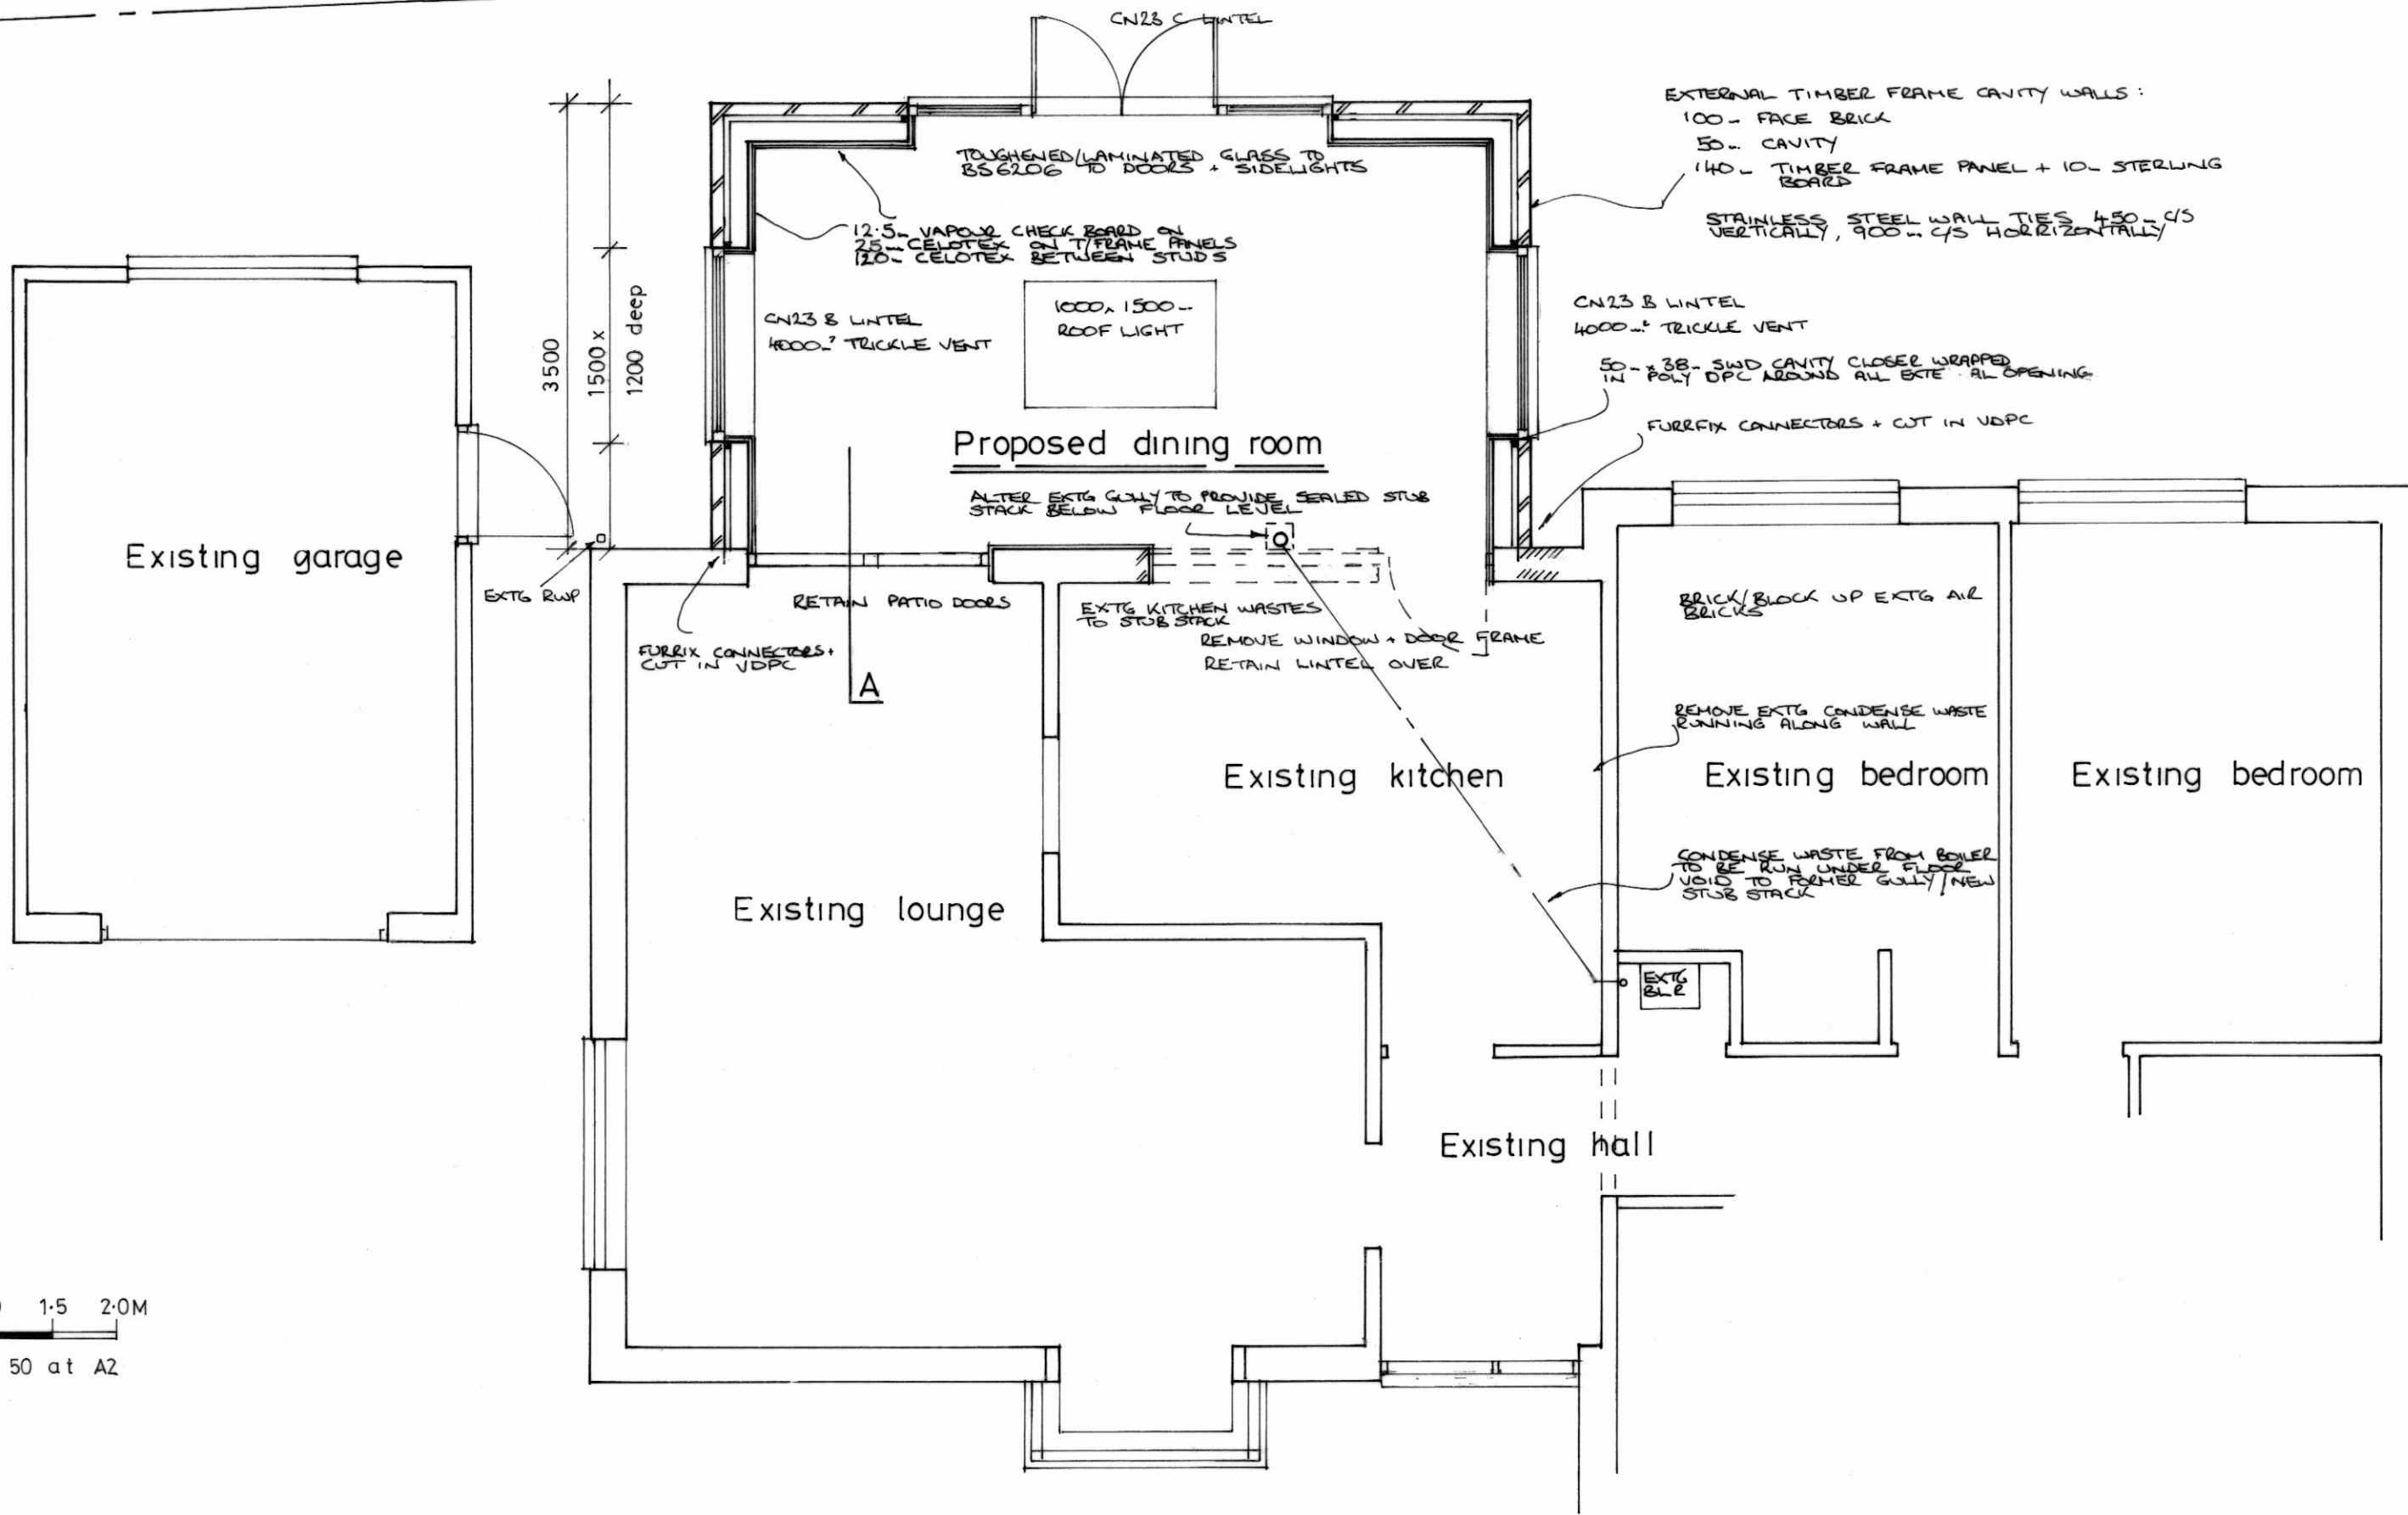 CN23 C LINTEL
EXTERNAL TIMBER FRAME CAVITY WALLS :
100- FACE BRICK
50- CAVITY
140- TIMBER FRAME PANEL + 10- STERLING
BOARD
STAINLESS STEEL WALL TIES 450- C/S
VERTICALLY, 900- C/S HORRIZONTALLY
TOUGHENED/LAMINATED GLASS TO
BS6206 TO DOORS + SIDELIGHTS
12.5- VAPOUR CHECK BOARD ON
25- CELOTEX ON T/FRAME PANELS
120- CELOTEX BETWEEN STUDS
3500
1500 x
1200 deep
CN23 B LINTEL
4000-² TRICKLE VENT
1000 x 1500-
ROOF LIGHT
CN23 B LINTEL
4000-² TRICKLE VENT
50- x 38- SWD CAVITY CLOSER WRAPPED
IN POLY DPC AROUND ALL EXTE AL OPENING
FURRFIX CONNECTORS + CUT IN VDPC
Proposed dining room
ALTER EXTG GULLY TO PROVIDE SEALED STUB
STACK BELOW FLOOR LEVEL
Existing garage
EXTG RWP
RETAIN PATIO DOORS
EXTG KITCHEN WASTES
TO STUB STACK
REMOVE WINDOW + DOOR FRAME
RETAIN LINTEL OVER
BRICK/BLOCK UP EXTG AIR
BRICKS
FURRIX CONNECTORS +
CUT IN VDPC
A
REMOVE EXTG CONDENSE WASTE
RUNNING ALONG WALL
Existing kitchen
Existing bedroom
Existing bedroom
CONDENSE WASTE FROM BOILER
TO BE RUN UNDER FLOOR
VOID TO FORMER GULLY/NEW
STUB STACK
Existing lounge
EXTG
BLR
Existing hall
1.5 2.0M
50 at A2